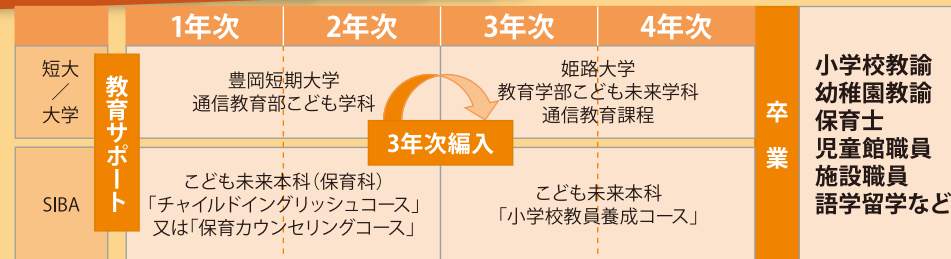 1年次
2年次
3年次
4年次
短大
／
大学
教育サポート
豊岡短期大学
通信教育部こども学科
3年次編入
姫路大学
教育学部こども未来学科
通信教育課程
SIBA
こども未来本科（保育科）
「チャイルドイングリッシュコース」
又は「保育カウンセリングコース」
こども未来本科
「小学校教員養成コース」
卒業
小学校教諭
幼稚園教諭
保育士
児童館職員
施設職員
語学留学など